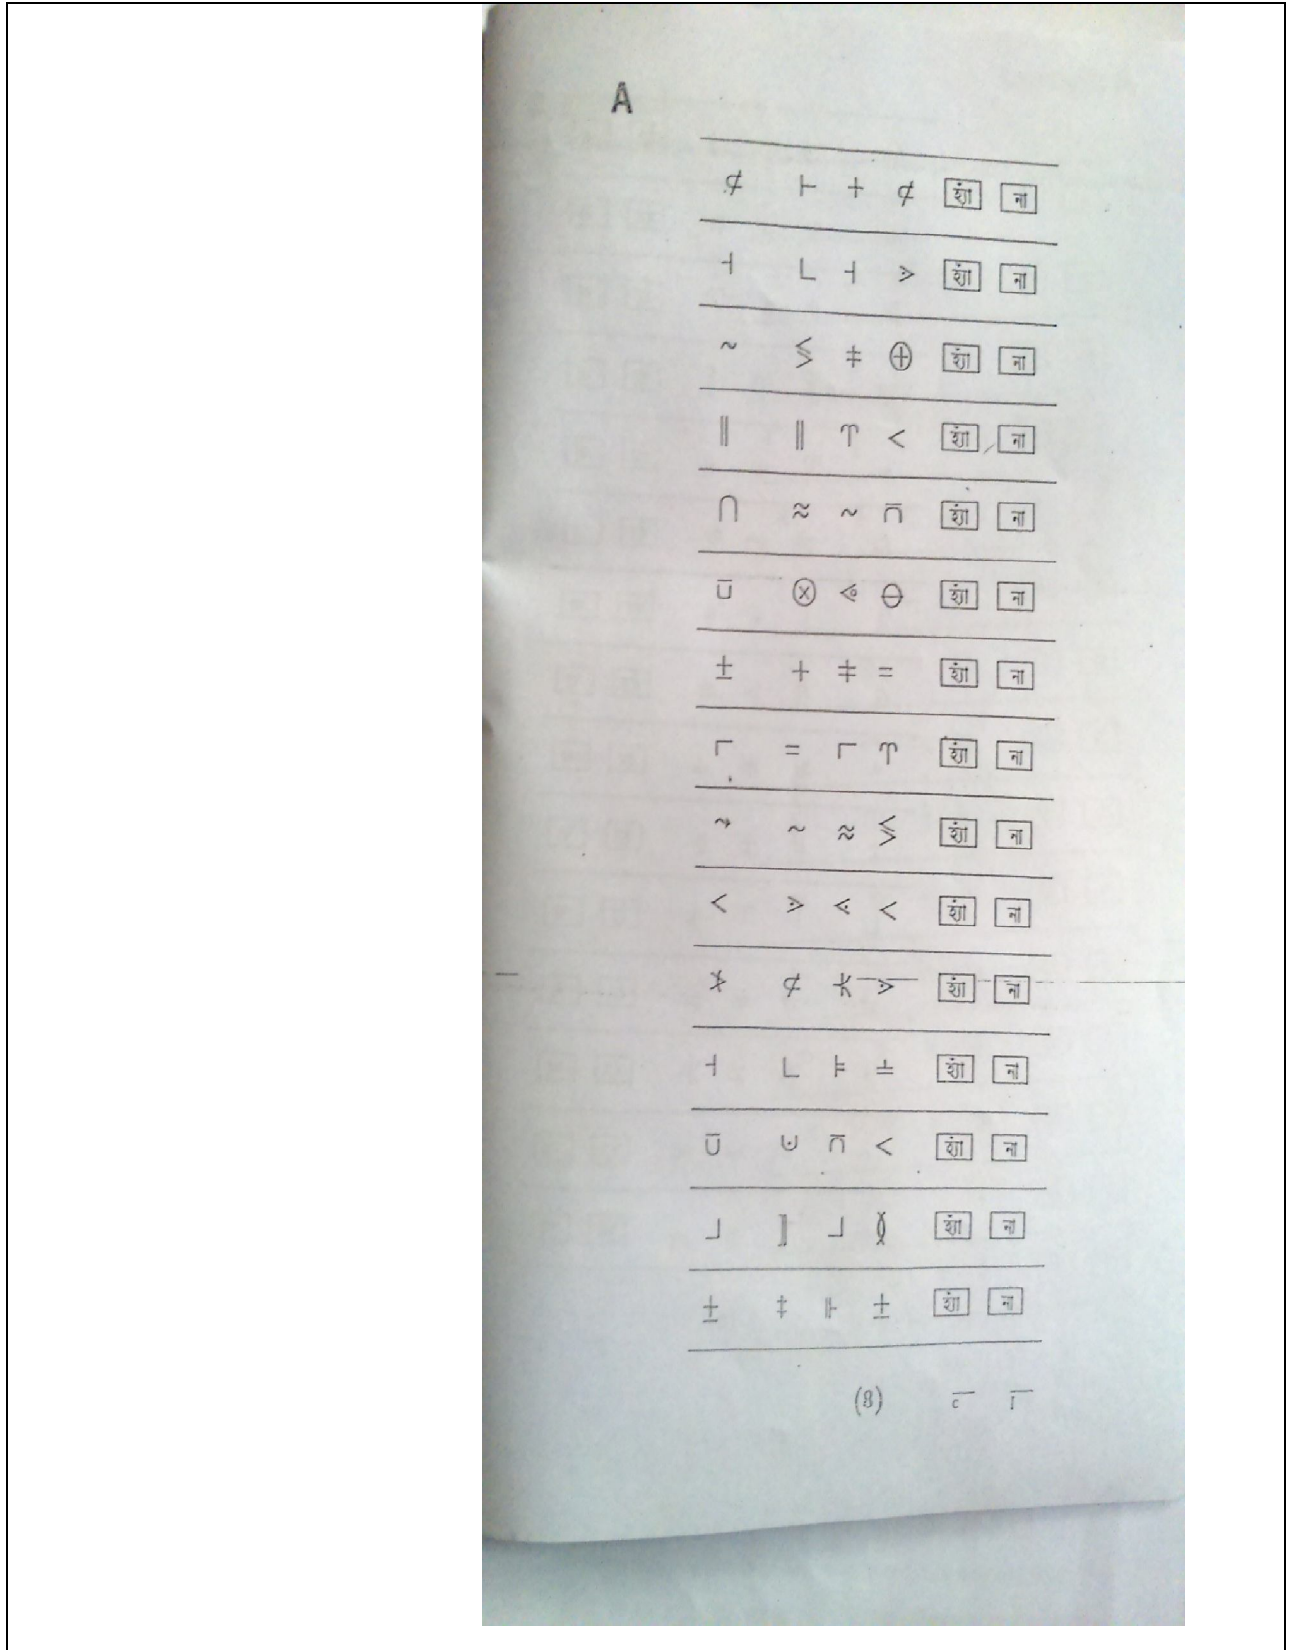 A
⊄ ⊢ + ⊄ হ্যাঁ না
⊣ L ⊣ ⋗ হ্যাঁ না
~ ≶ ‡ ⊕ হ্যাঁ না
‖ ‖ ♈ < হ্যাঁ না
∩ ≈ ~ ⩃ হ্যাঁ না
⊗ ⊖ হ্যাঁ না
± + ‡ = হ্যাঁ না
Γ = Γ ♈ হ্যাঁ না
~ ≈ ≶ হ্যাঁ না
< ⋗ ⋖ < হ্যাঁ না
⊄ ⋗ হ্যাঁ না
⊣ L ⊧ হ্যাঁ না
⊍ < হ্যাঁ না
┘ ┘ হ্যাঁ না
± ‡ ⊩ ± হ্যাঁ না
(8) c I